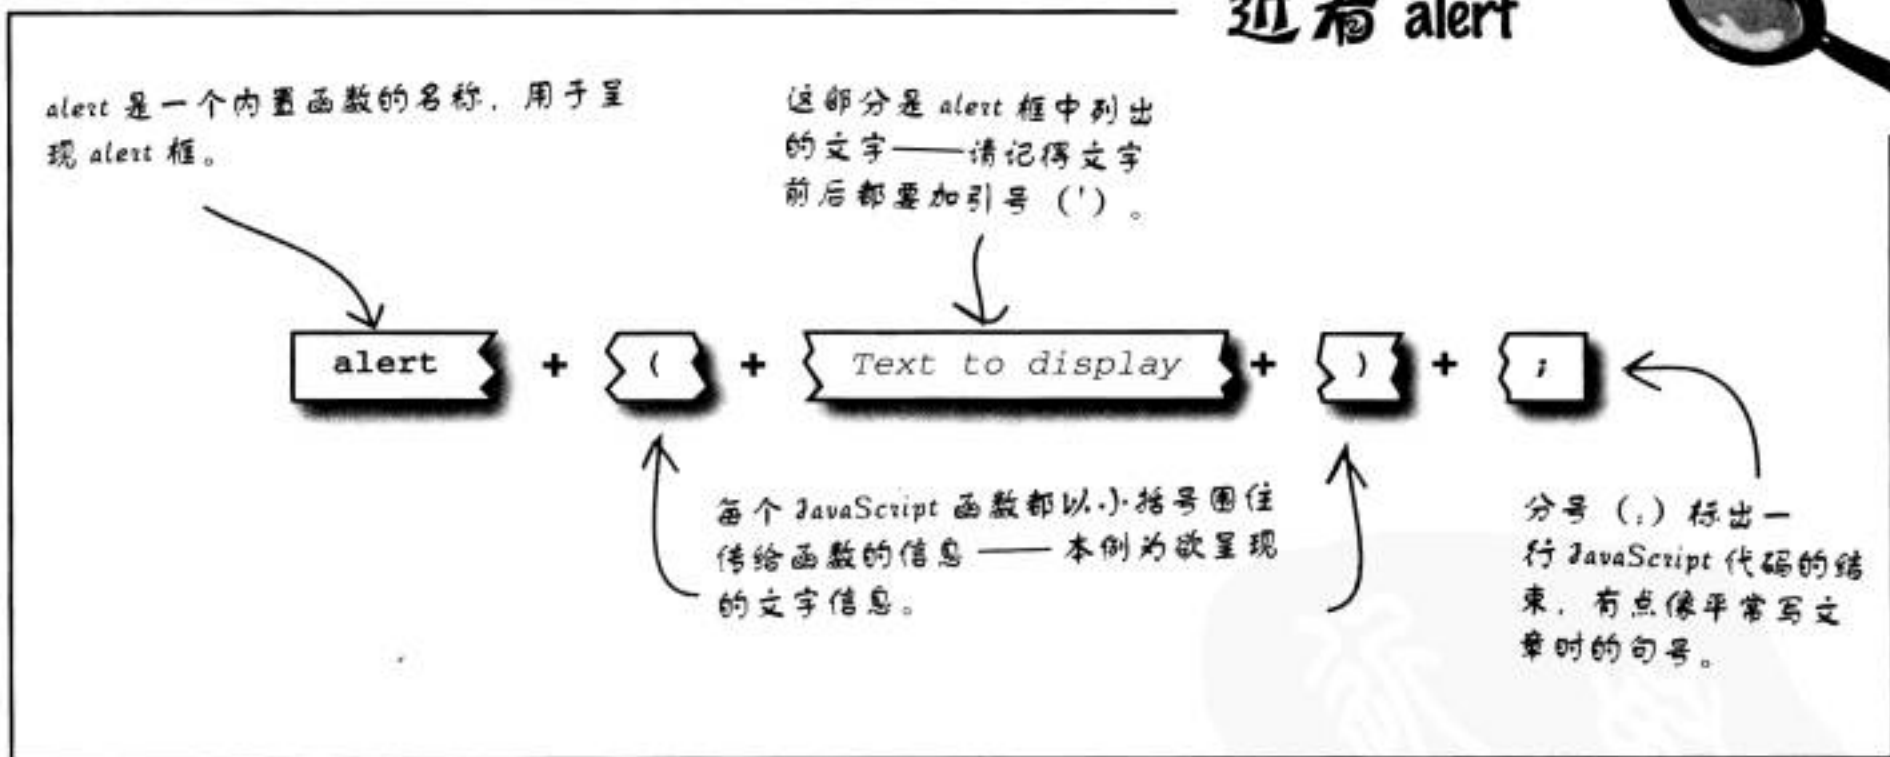 近看 alert
alert 是一个内置函数的名称，用于呈
现 alert 框。
这部分是 alert 框中列出
的文字——请记得文字
前后都要加引号（'）。
alert + ( + Text to display + ) + ;
每个 JavaScript 函数都以小括号围住
传给函数的信息 —— 本例为欲呈现
的文字信息。
分号（;）标出一
行 JavaScript 代码的结
束，有点像平常写文
章时的句号。